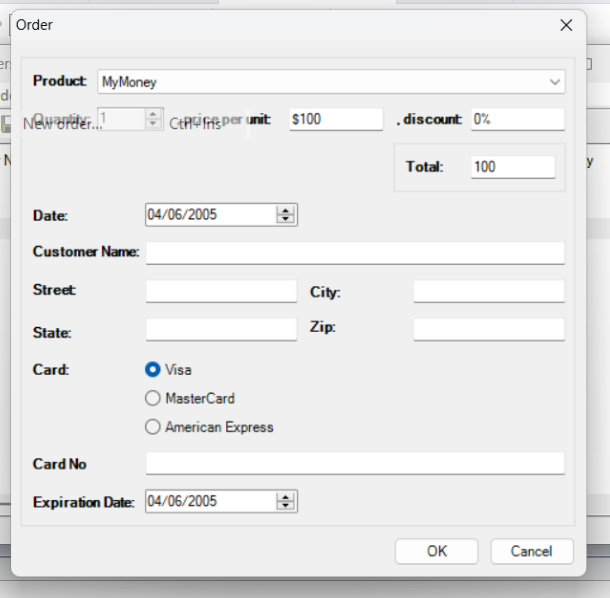 Order
Product: MyMoney
Quantity: 1 price per unit: $100 , discount: 0%
New order... Ctrl+Ins
Total: 100
Date: 04/06/2005
Customer Name:
Street: City:
State: Zip:
Card: Visa
MasterCard
American Express
Card No
Expiration Date: 04/06/2005
OK Cancel